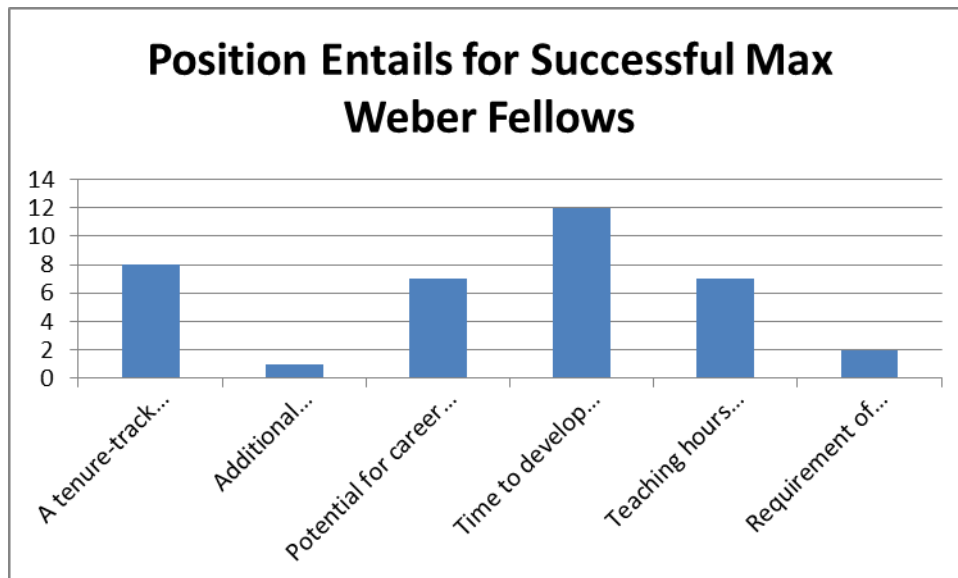 Position Entails for Successful Max
Weber Fellows
14
12
10
8
6
4
2
0
A tenure-track...
Additional...
Potential for career...
Time to develop...
Teaching hours...
Requirement of...